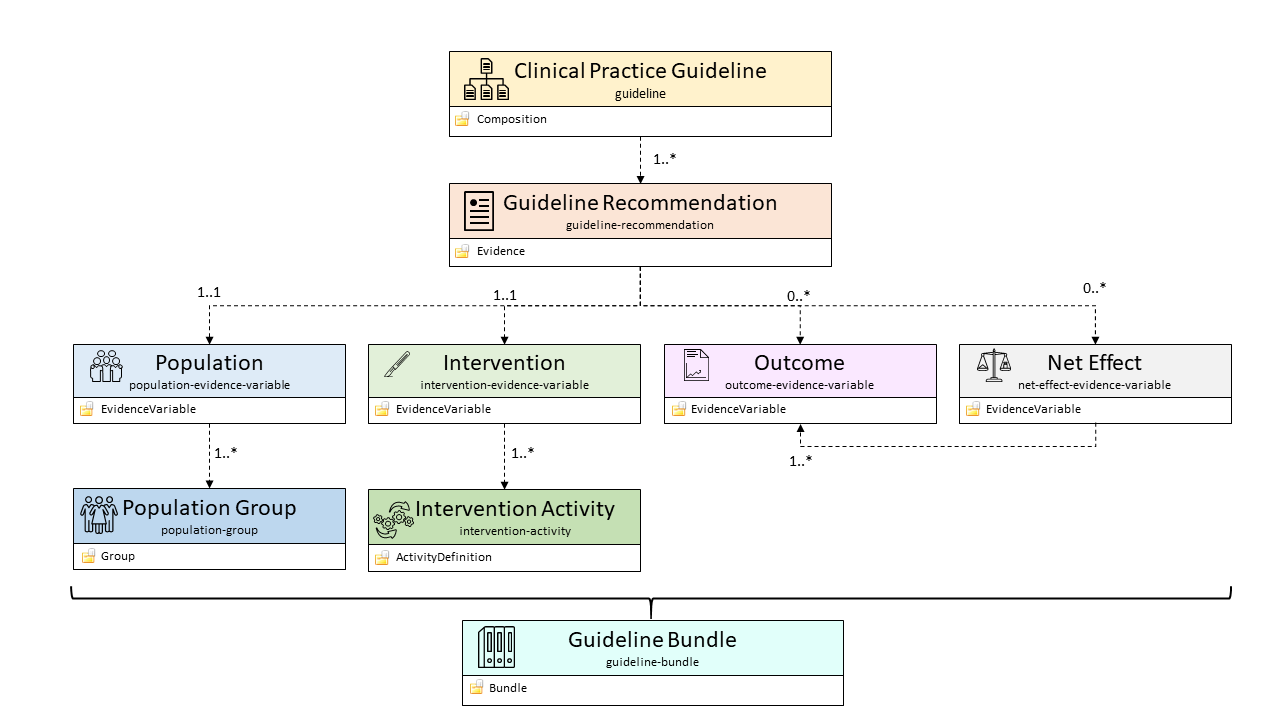 Clinical Practice Guideline
guideline
Composition
1..*
Guideline Recommendation
guideline-recommendation
Evidence
1..1
1..1
0..*
0..*
Population
population-evidence-variable
EvidenceVariable
Intervention
intervention-evidence-variable
EvidenceVariable
Outcome
outcome-evidence-variable
EvidenceVariable
Net Effect
net-effect-evidence-variable
EvidenceVariable
1..*
1..*
1..*
Population Group
population-group
Group
Intervention Activity
intervention-activity
ActivityDefinition
Guideline Bundle
guideline-bundle
Bundle